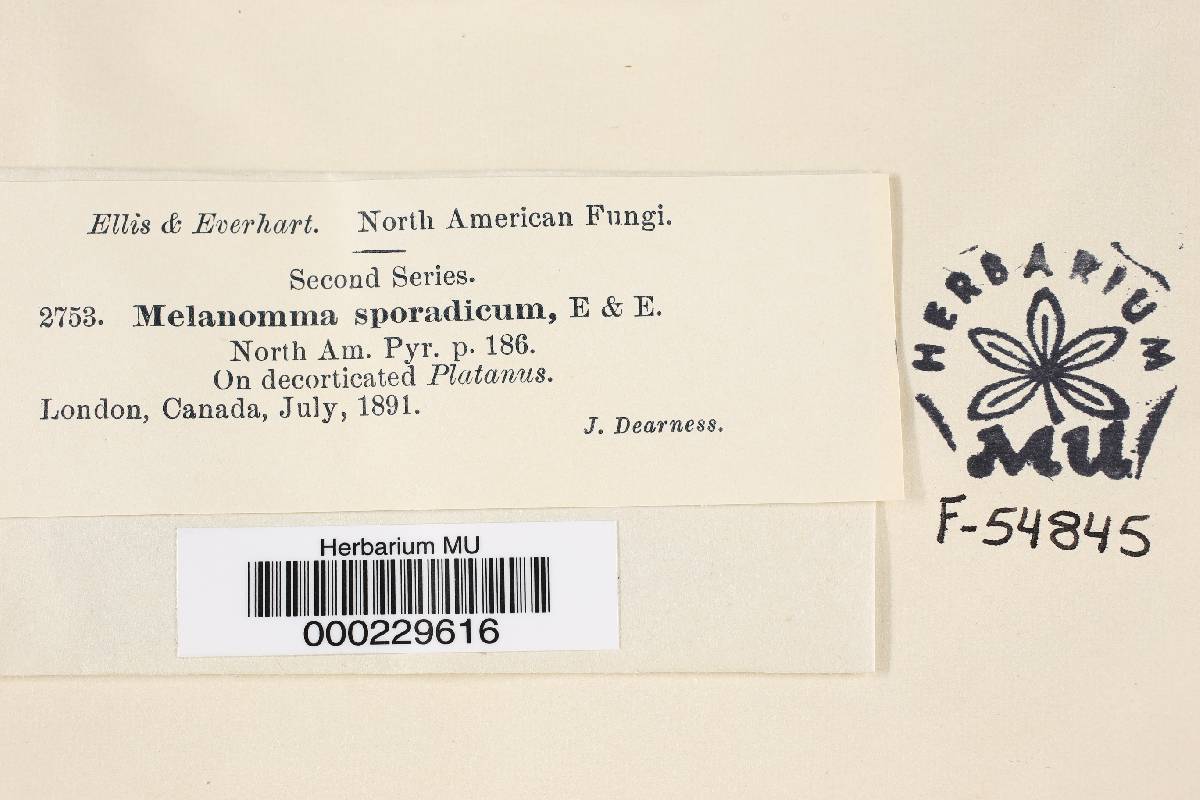 Ellis & Everhart. North American Fungi.
Second Series.
2753. Melanomma sporadicum, E & E.
North Am. Pyr. p. 186.
On decorticated Platanus.
London, Canada, July, 1891.
J. Dearness.
HERBARIUM
MU
F-54845
Herbarium MU
000229616